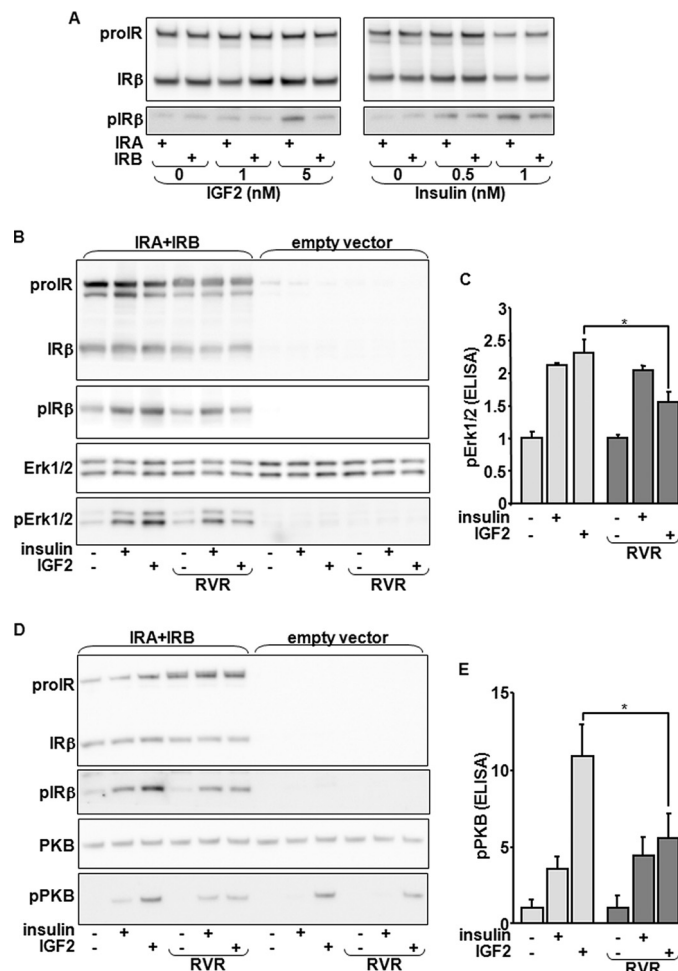 A
proIR
IRβ
pIRβ
IRA + + + + + +
IRB + + + + + +
0 1 5 0 0.5 1
IGF2 (nM) Insulin (nM)
B
IRA+IRB empty vector
proIR
IRβ
pIRβ
Erk1/2
pErk1/2
insulin - + - + - + - +
IGF2 - + - + - + - +
RVR RVR
C
pErk1/2 (ELISA)
3
2.5
2
1.5
1
0.5
0
*
insulin - + - +
IGF2 - + - +
RVR
D
IRA+IRB empty vector
proIR
IRβ
pIRβ
PKB
pPKB
insulin - + - + - + - +
IGF2 - + - + - + - +
RVR RVR
E
pPKB (ELISA)
15
10
5
0
*
insulin - + - +
IGF2 - + - +
RVR